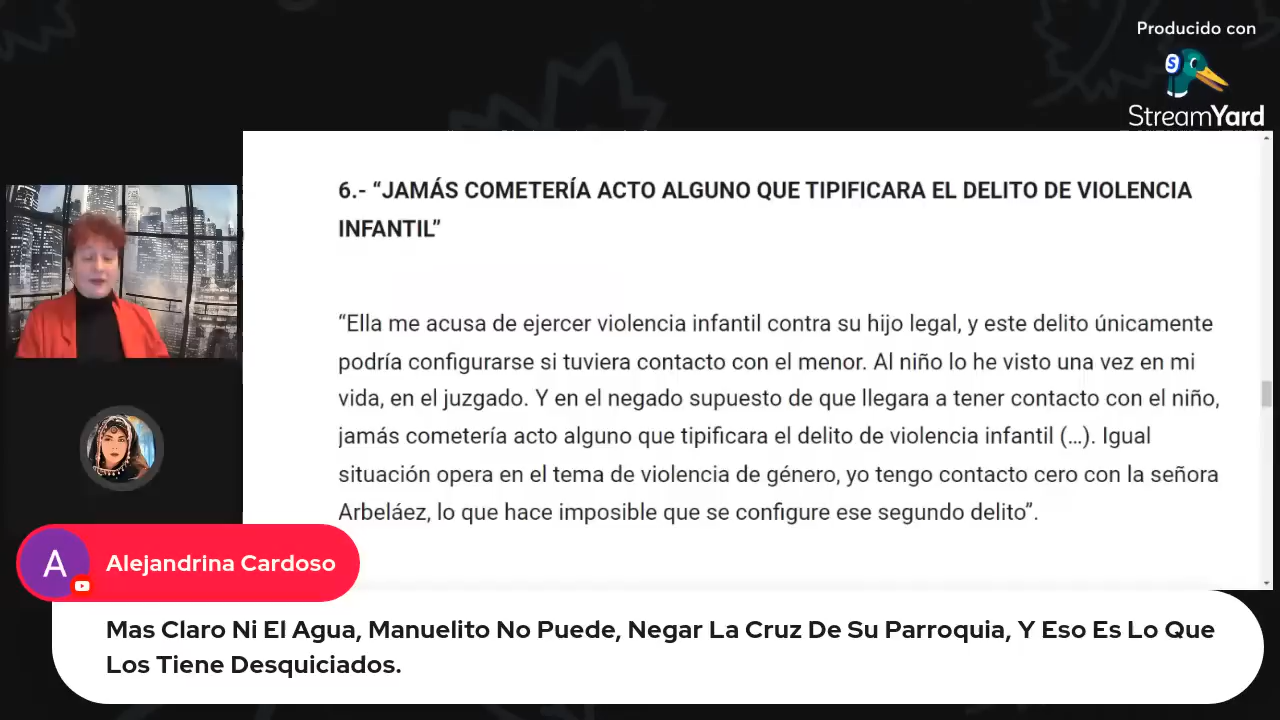 Producido con
StreamYard
6.- “JAMÁS COMETERÍA ACTO ALGUNO QUE TIPIFICARA EL DELITO DE VIOLENCIA
INFANTIL”
“Ella me acusa de ejercer violencia infantil contra su hijo legal, y este delito únicamente
podría configurarse si tuviera contacto con el menor. Al niño lo he visto una vez en mi
vida, en el juzgado. Y en el negado supuesto de que llegara a tener contacto con el niño,
jamás cometería acto alguno que tipificara el delito de violencia infantil (…). Igual
situación opera en el tema de violencia de género, yo tengo contacto cero con la señora
Arbeláez, lo que hace imposible que se configure ese segundo delito”.
A Alejandrina Cardoso
Mas Claro Ni El Agua, Manuelito No Puede, Negar La Cruz De Su Parroquia, Y Eso Es Lo Que
Los Tiene Desquiciados.